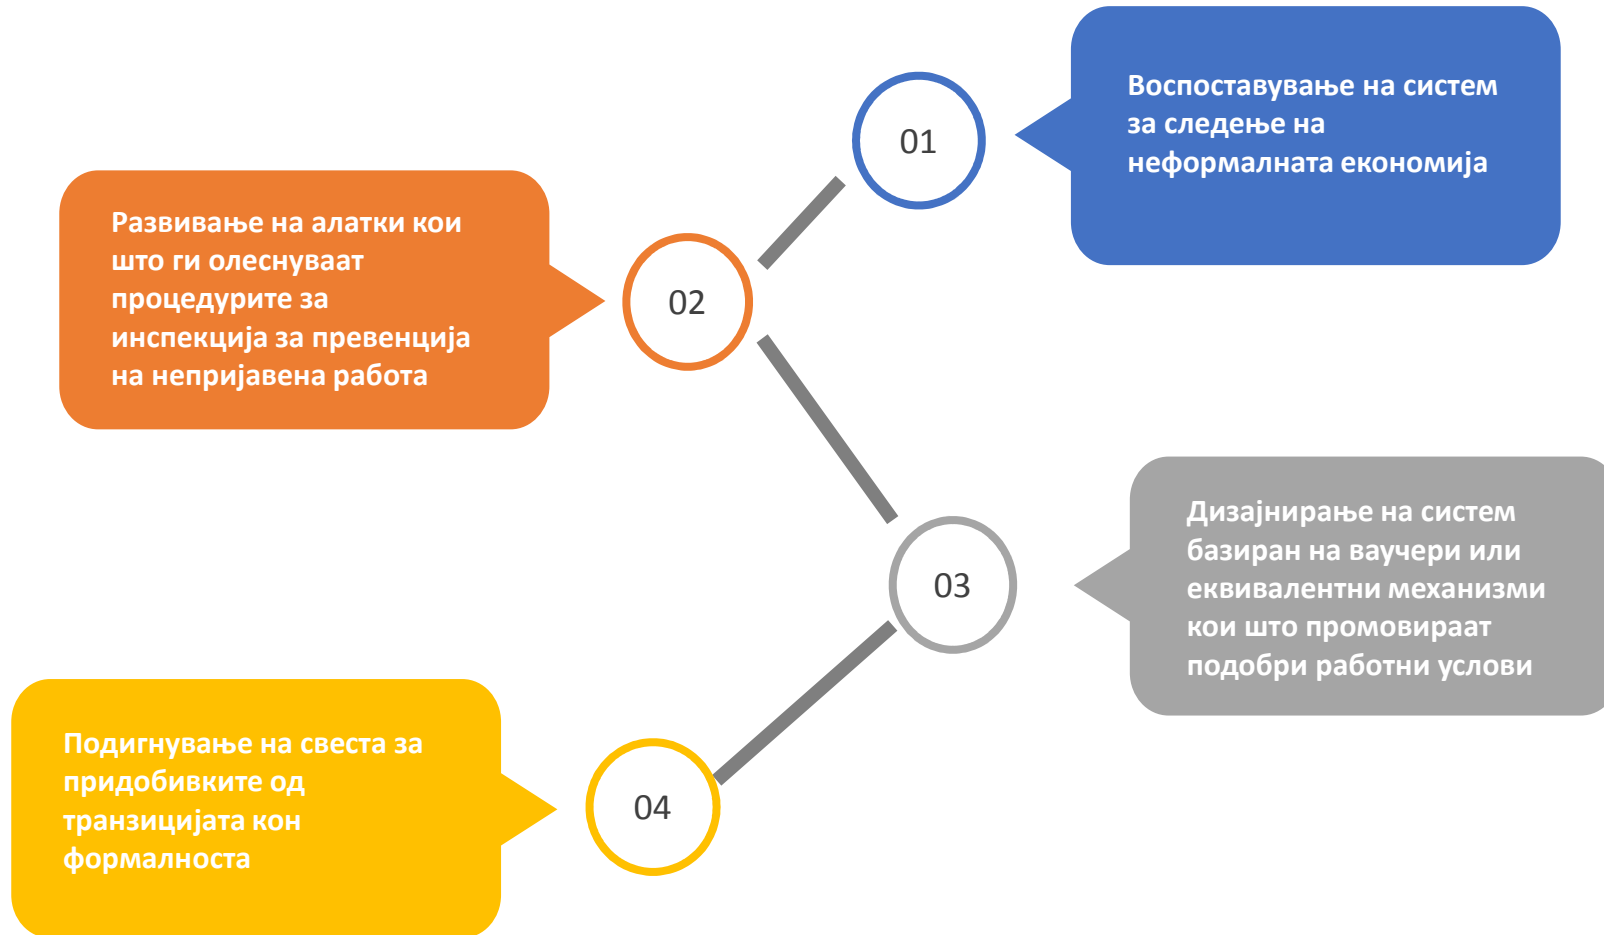 01
Воспоставување на систем
за следење на
неформалната економија
02
Развивање на алатки кои
што ги олеснуваат
процедурите за
инспекција за превенција
на непријавена работа
03
Дизајнирање на систем
базиран на ваучери или
еквивалентни механизми
кои што промовираат
подобри работни услови
04
Подигнување на свеста за
придобивките од
транзицијата кон
формалноста